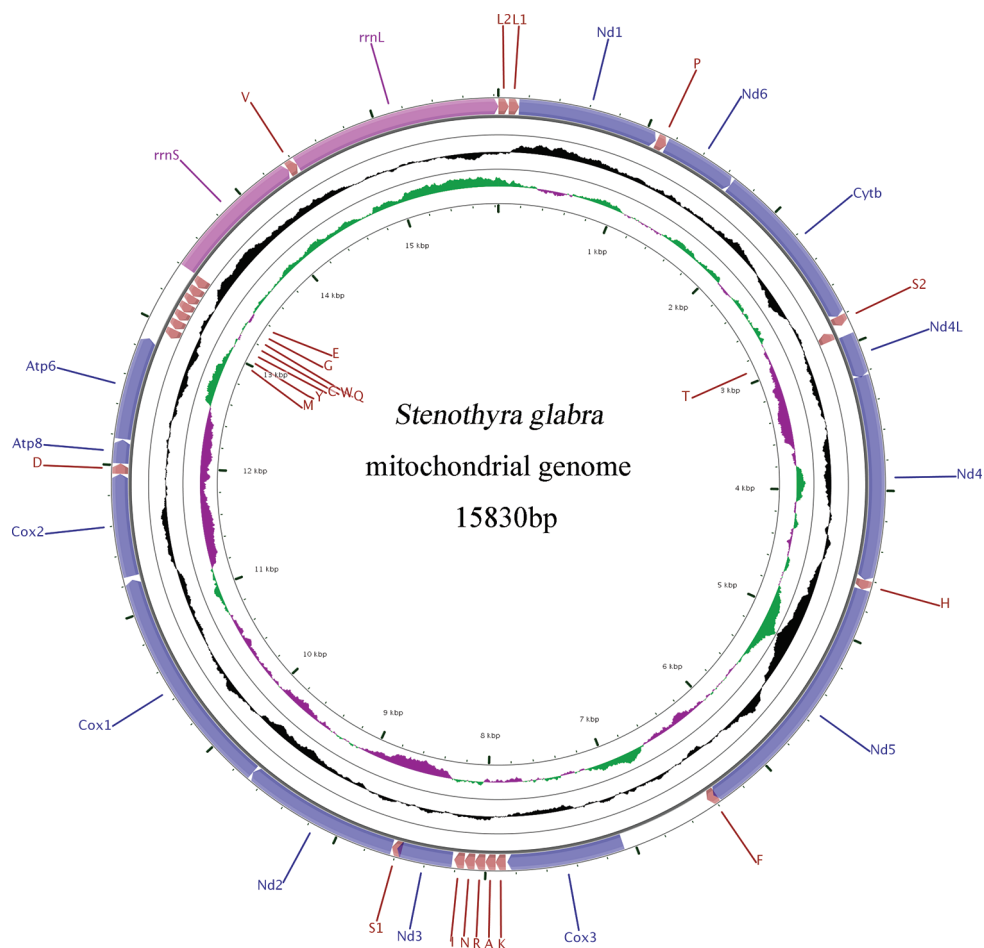 L2
L1
Nd1
rrnL
P
Nd6
V
rrnS
Cytb
15 kbp
1 kbp
14 kbp
2 kbp
S2
Nd4L
E
G
Atp6
13 kbp
C
W
Q
Y
M
T
3 kbp
Stenothyra glabra
mitochondrial genome
15830bp
Atp8
D
12 kbp
4 kbp
Nd4
Cox2
11 kbp
5 kbp
H
10 kbp
6 kbp
9 kbp
7 kbp
8 kbp
Cox1
Nd5
F
Nd2
S1
Nd3
I
N
R
A
K
Cox3